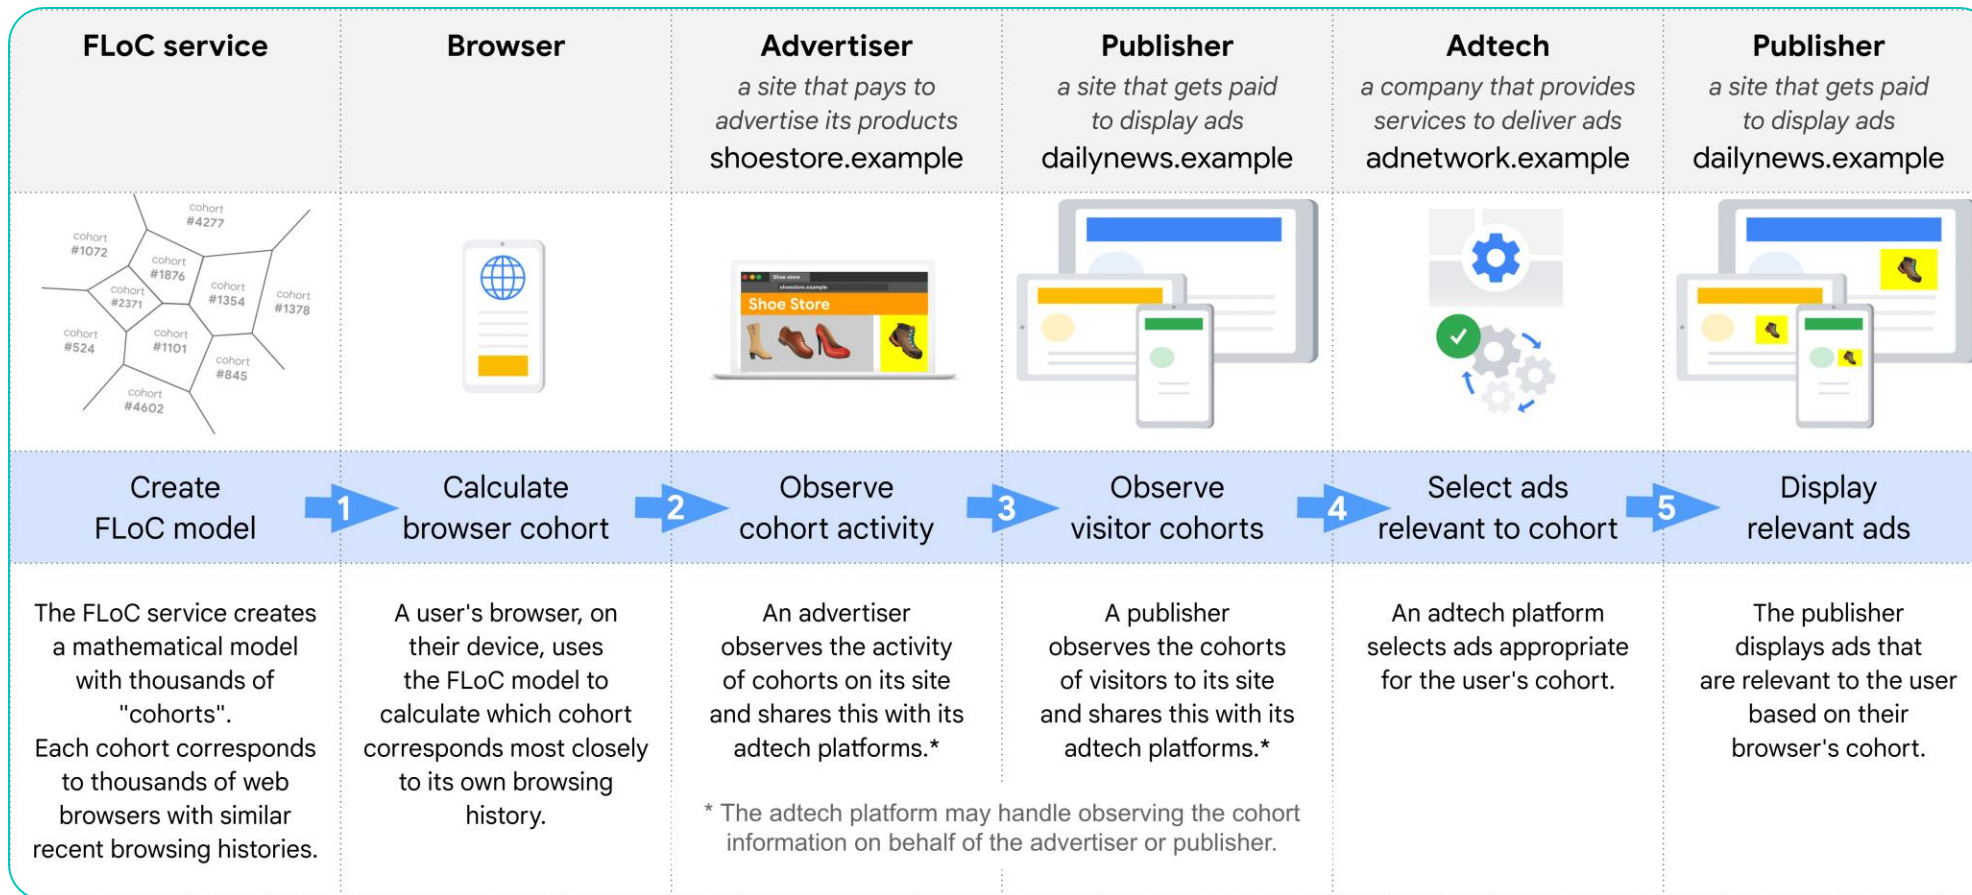 FLoC service
Browser
Advertiser
a site that pays to
advertise its products
shoestore.example
Publisher
a site that gets paid
to display ads
dailynews.example
Adtech
a company that provides
services to deliver ads
adnetwork.example
Publisher
a site that gets paid
to display ads
dailynews.example
cohort
#4277
cohort
#1072
cohort
#1876
cohort
#2371
cohort
#1354
cohort
#1378
cohort
#524
cohort
#1101
cohort
#845
cohort
#4602
Shoe store
shoestore.example
Shoe Store
Create
FLoC model
1
Calculate
browser cohort
2
Observe
cohort activity
3
Observe
visitor cohorts
4
Select ads
relevant to cohort
5
Display
relevant ads
The FLoC service creates
a mathematical model
with thousands of
"cohorts".
Each cohort corresponds
to thousands of web
browsers with similar
recent browsing histories.
A user's browser, on
their device, uses
the FLoC model to
calculate which cohort
corresponds most closely
to its own browsing
history.
An advertiser
observes the activity
of cohorts on its site
and shares this with its
adtech platforms.*
A publisher
observes the cohorts
of visitors to its site
and shares this with its
adtech platforms.*
* The adtech platform may handle observing the cohort
information on behalf of the advertiser or publisher.
An adtech platform
selects ads appropriate
for the user's cohort.
The publisher
displays ads that
are relevant to the user
based on their
browser's cohort.